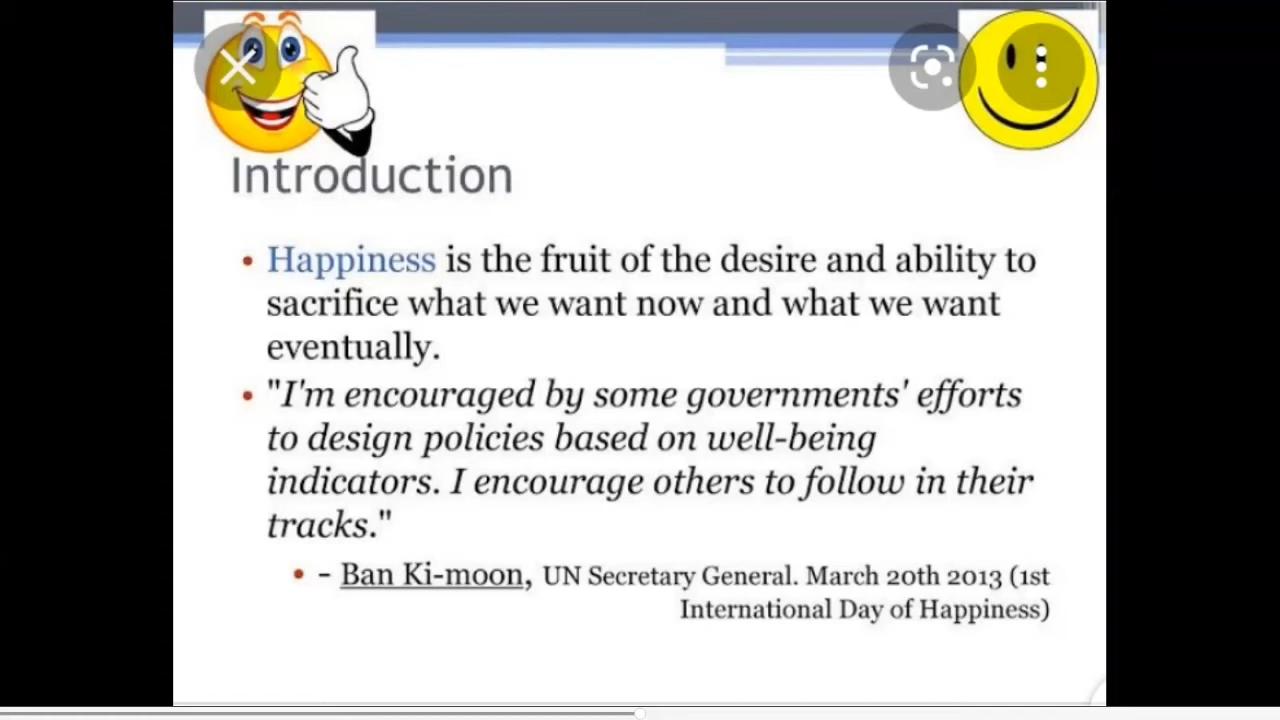 Introduction
• Happiness is the fruit of the desire and ability to
sacrifice what we want now and what we want
eventually.
• "I'm encouraged by some governments' efforts
to design policies based on well-being
indicators. I encourage others to follow in their
tracks."
• - Ban Ki-moon, UN Secretary General. March 20th 2013 (1st
International Day of Happiness)